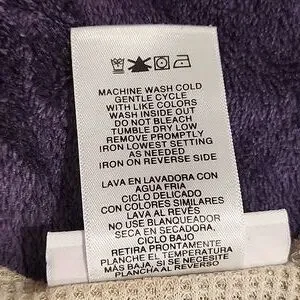 MACHINE WASH COLD
GENTLE CYCLE
WITH LIKE COLORS
WASH INSIDE OUT
DO NOT BLEACH
TUMBLE DRY LOW
REMOVE PROMPTLY
IRON LOWEST SETTING
AS NEEDED
IRON ON REVERSE SIDE
LAVA EN LAVADORA CON
AGUA FRIA
CICLO DELICADO
CON COLORES SIMILARES
LAVA AL REVÉS
NO USE BLANQUEADOR
SECA EN SECADORA,
CICLO BAJO
RETIRA PRONTAMENTE
PLANCHE EL TEMPERATURA
MÁS BAJO, SI SE NECESITE
PLANCHA AL REVERSO